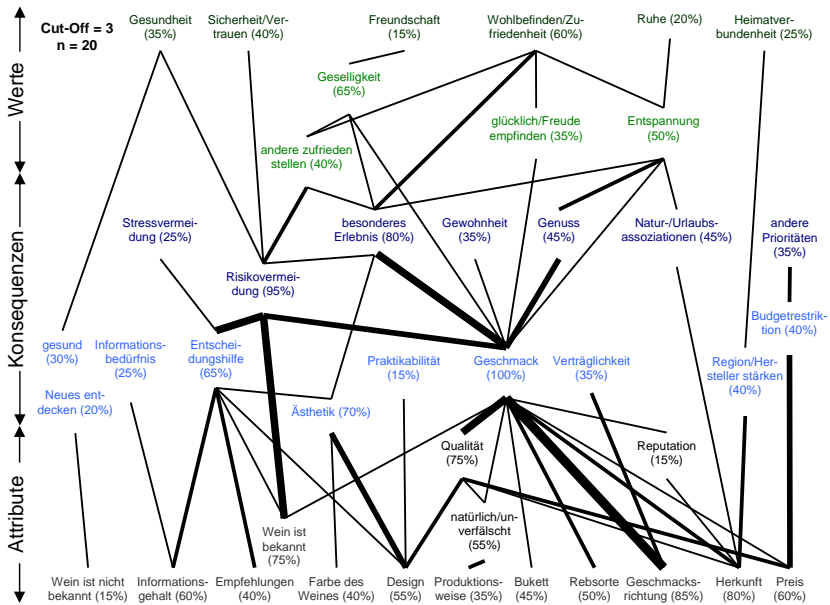 Cut-Off = 3
n = 20
Gesundheit
(35%)
Sicherheit/Ver-
trauen (40%)
Freundschaft
(15%)
Wohlbefinden/Zu-
friedenheit (60%)
Ruhe (20%)
Heimatver-
bundenheit (25%)
Geselligkeit
(65%)
andere zufrieden
stellen (40%)
glücklich/Freude
empfinden (35%)
Entspannung
(50%)
Werte
Stressvermei-
dung (25%)
besonderes
Erlebnis (80%)
Gewohnheit
(35%)
Genuss
(45%)
Natur-/Urlaubs-
assoziationen (45%)
andere
Prioritäten
(35%)
Risikovermei-
dung (95%)
Budgetrestrik-
tion (40%)
Konsequenzen
gesund
(30%)
Informations-
bedürfnis
(25%)
Entschei-
dungshilfe
(65%)
Praktikabilität
(15%)
Geschmack
(100%)
Verträglichkeit
(35%)
Region/Her-
steller stärken
(40%)
Neues ent-
decken (20%)
Ästhetik (70%)
Attribute
Qualität
(75%)
Reputation
(15%)
Wein ist
bekannt
(75%)
natürlich/un-
verfälscht
(55%)
Wein ist nicht
bekannt (15%)
Informations-
gehalt (60%)
Empfehlungen
(40%)
Farbe des
Weines (40%)
Design
(55%)
Produktions-
weise (35%)
Bukett
(45%)
Rebsorte
(50%)
Geschmacks-
richtung (85%)
Herkunft
(80%)
Preis
(60%)